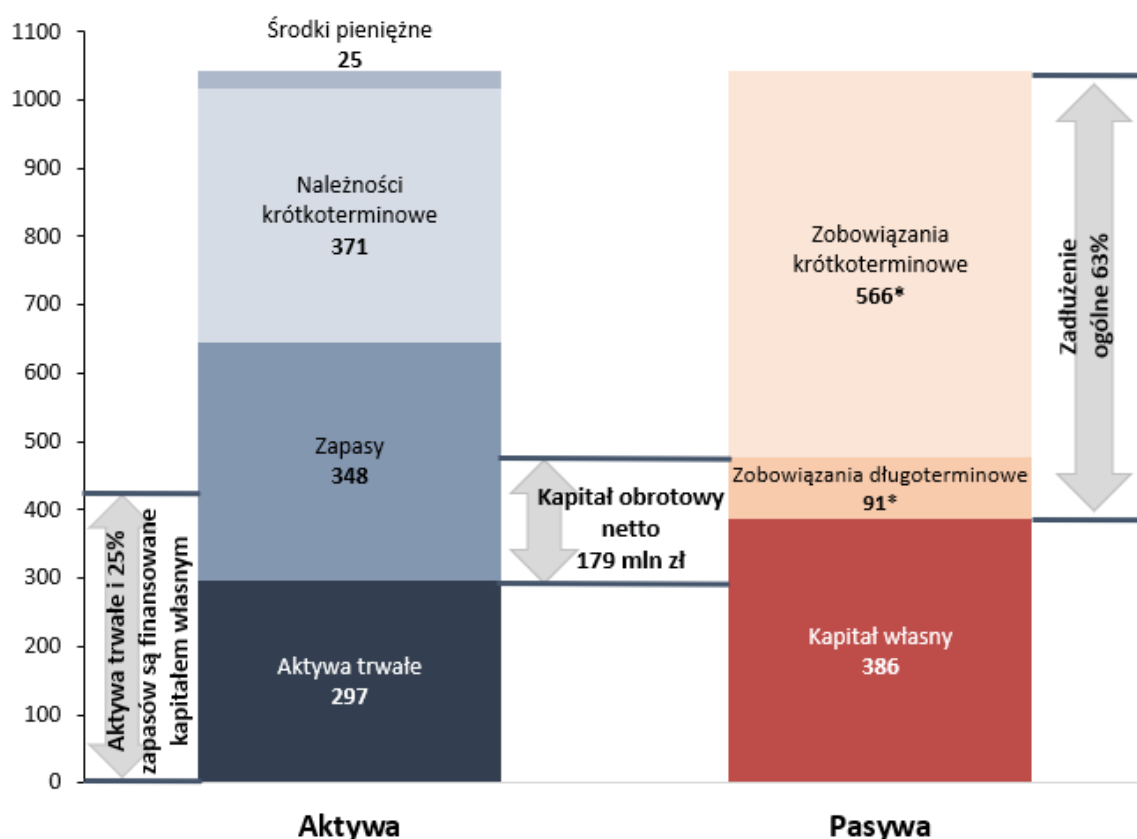 1100
1000
900
800
700
600
500
400
300
200
100
0
Środki pieniężne
25
Należności
krótkoterminowe
371
Zapasy
348
Aktywa trwałe
297
Aktywa trwałe i 25%
zapasów są finansowane
kapitałem własnym
Kapitał obrotowy
netto
179 mln zł
Zobowiązania
krótkoterminowe
566*
Zobowiązania długoterminowe
91*
Kapitał własny
386
Zadłużenie
ogólne 63%
Aktywa
Pasywa